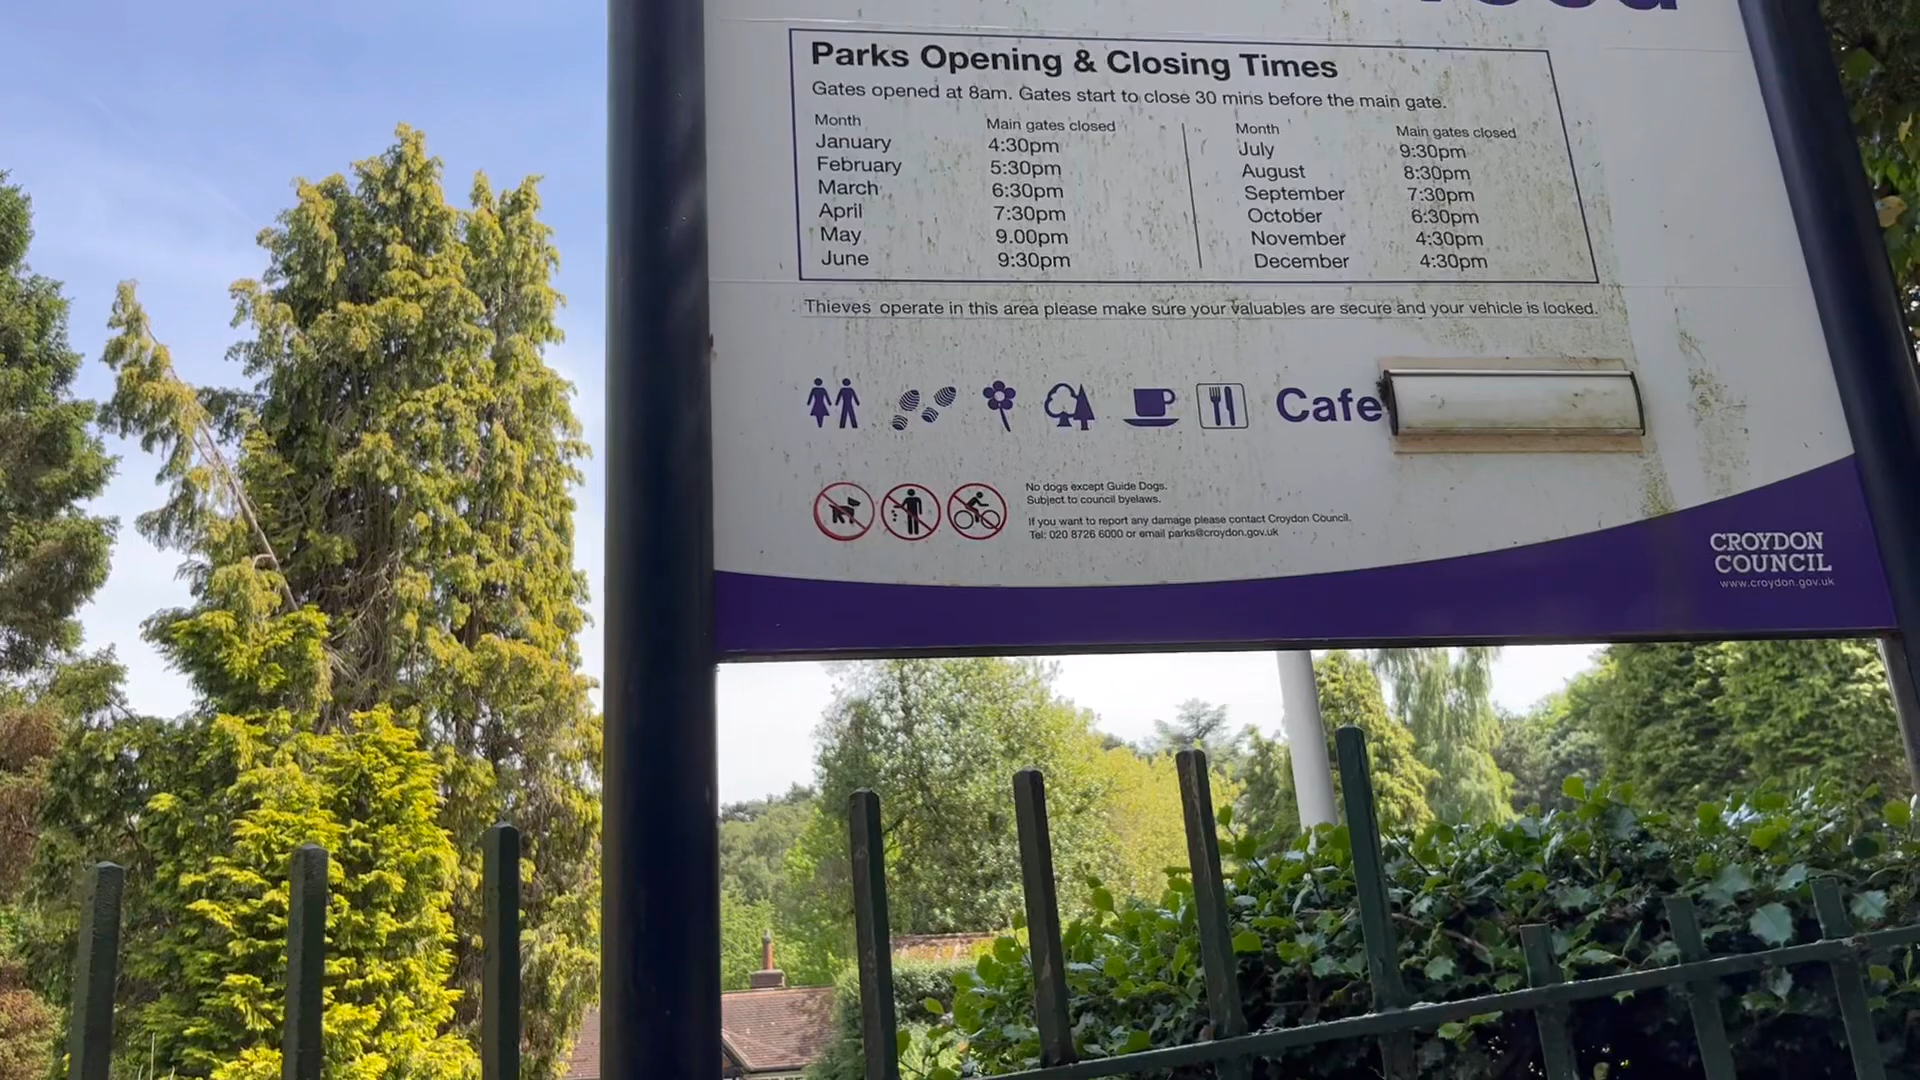 Parks Opening & Closing Times
Gates opened at 8am. Gates start to close 30 mins before the main gate.
Month Main gates closed
January 4:30pm
February 5:30pm
March 6:30pm
April 7:30pm
May 9.00pm
June 9:30pm
Month Main gates closed
July 9:30pm
August 8:30pm
September 7:30pm
October 6:30pm
November 4:30pm
December 4:30pm
Thieves operate in this area please make sure your valuables are secure and your vehicle is locked.
Cafe
No dogs except Guide Dogs.
Subject to council byelaws.
If you want to report any damage please contact Croydon Council.
Tel: 020 8726 6000 or email parks@croydon.gov.uk
CROYDON
COUNCIL
www.croydon.gov.uk